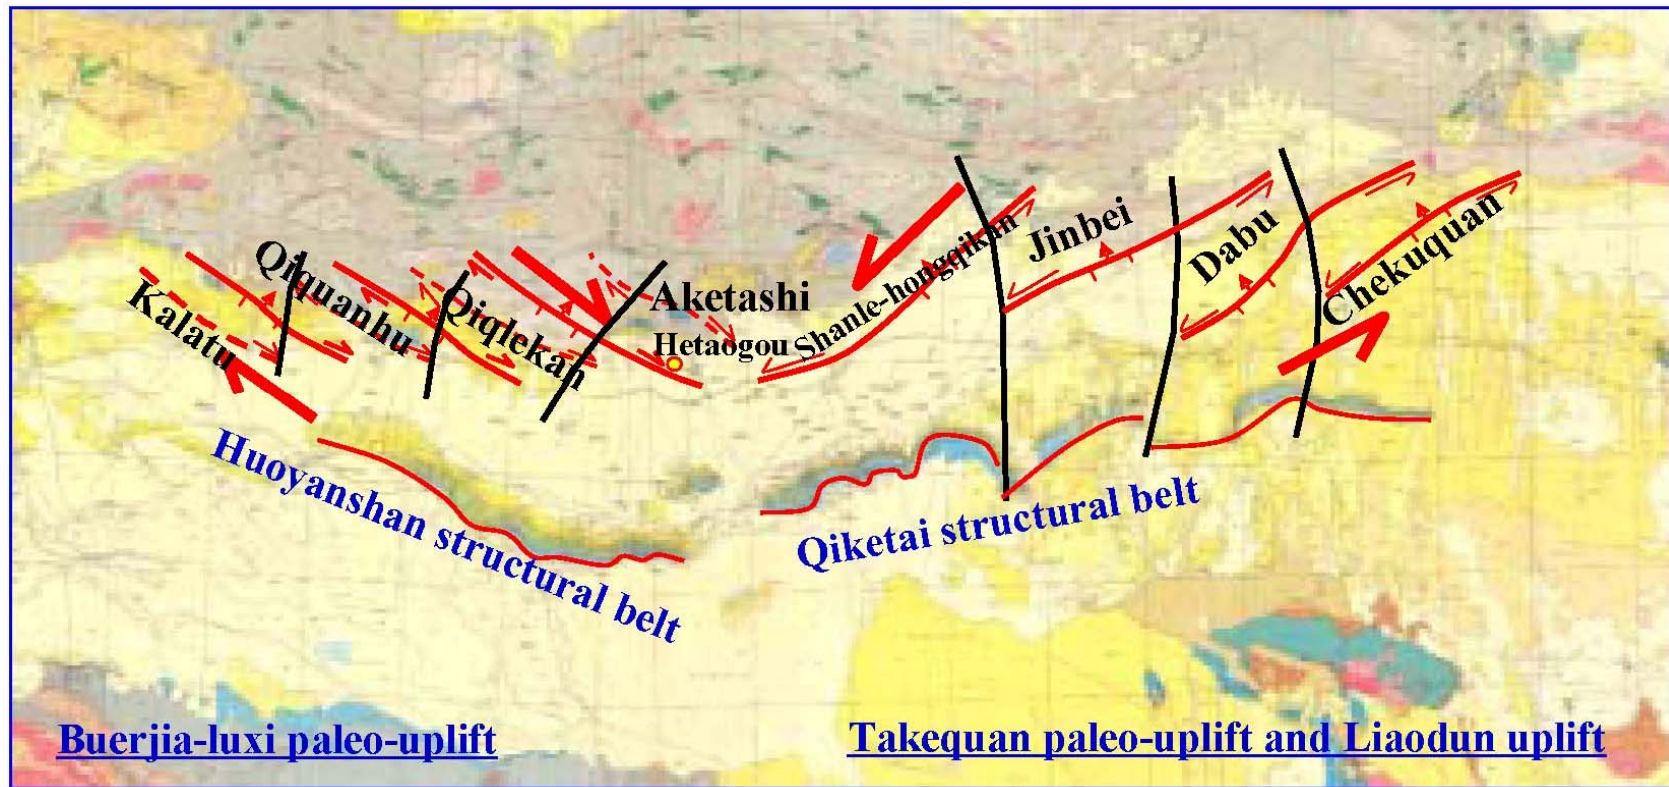 Kalatu
Qiquanhu
Qiqlekan
Aketashi
Hetaogou
Shanle-hongqikan
Jinbei
Dabu
Chekuquan
Huoyanshan structural belt
Qiketai structural belt
Buerjia-luxi paleo-uplift
Takequan paleo-uplift and Liaodun uplift